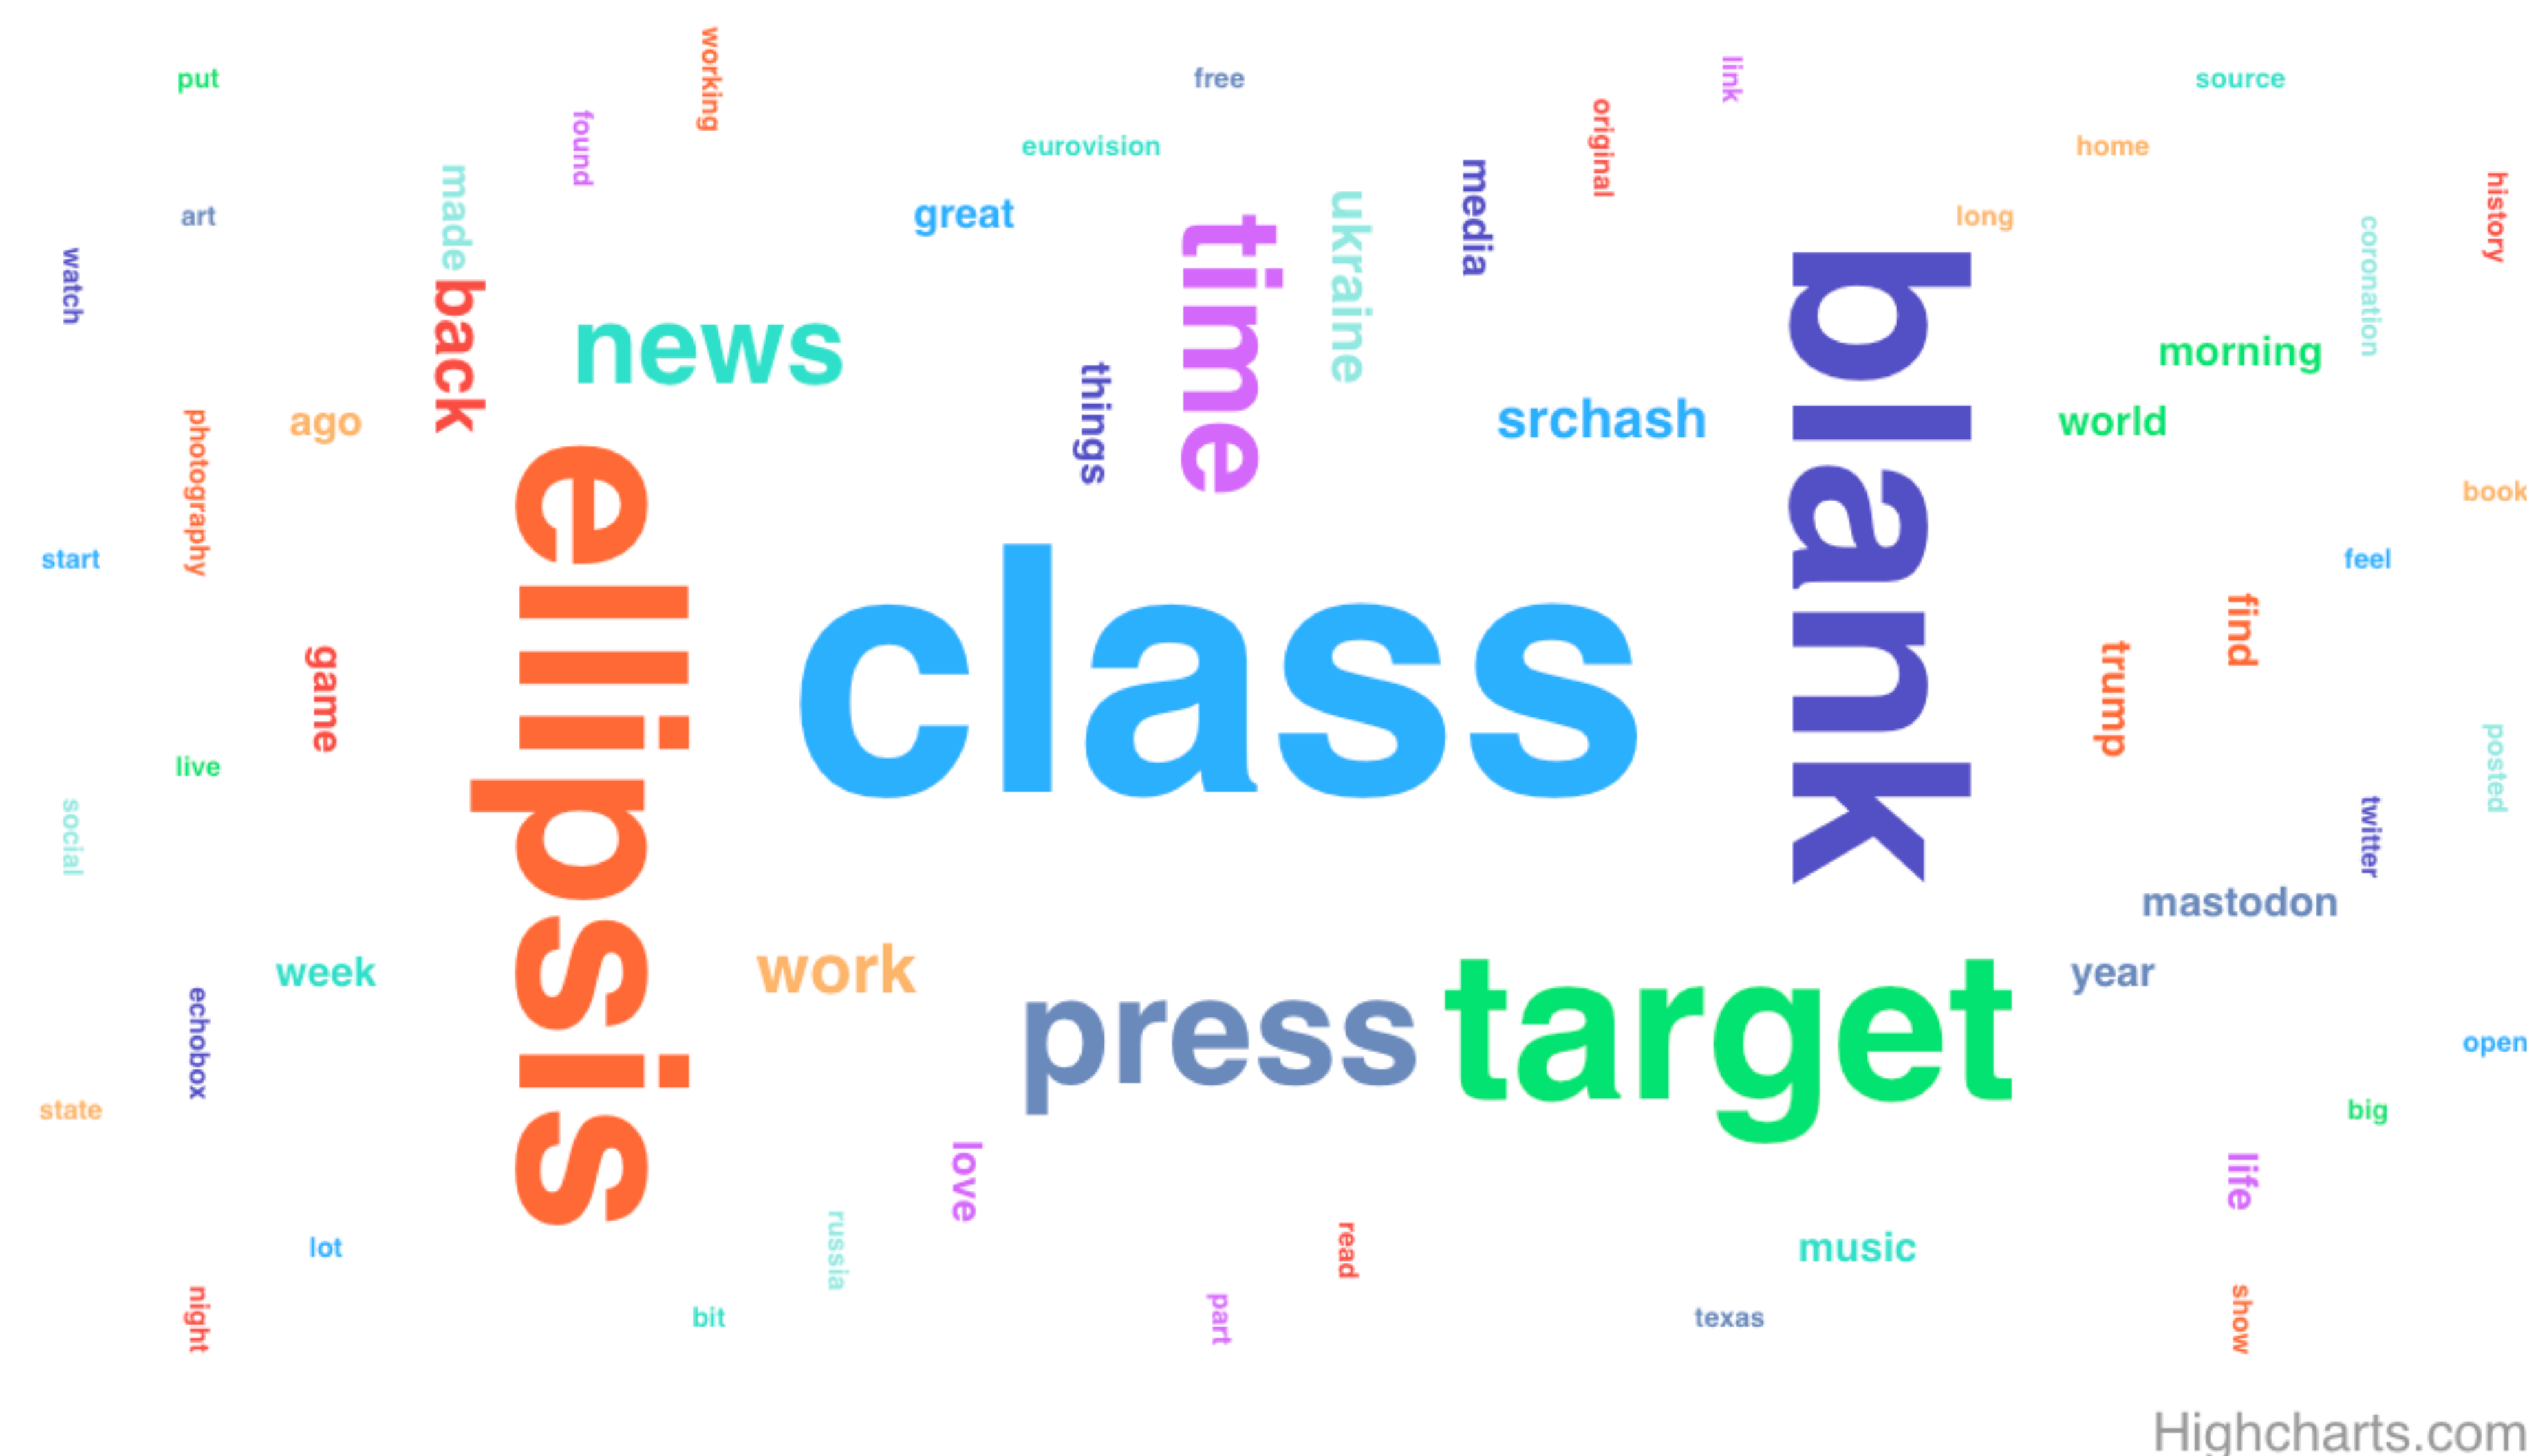 working
put
free
link
source
found
original
eurovision
home
made
media
history
art
great
time
ukraine
long
coronation
watch
back
news
blank
morning
things
ago
srchash
world
photography
ellipsis
book
start
class
feel
find
game
trump
live
posted
social
twitter
mastodon
week
work
year
echobox
press
target
open
state
big
love
life
lot
russia
read
music
night
bit
part
texas
show
Highcharts.com